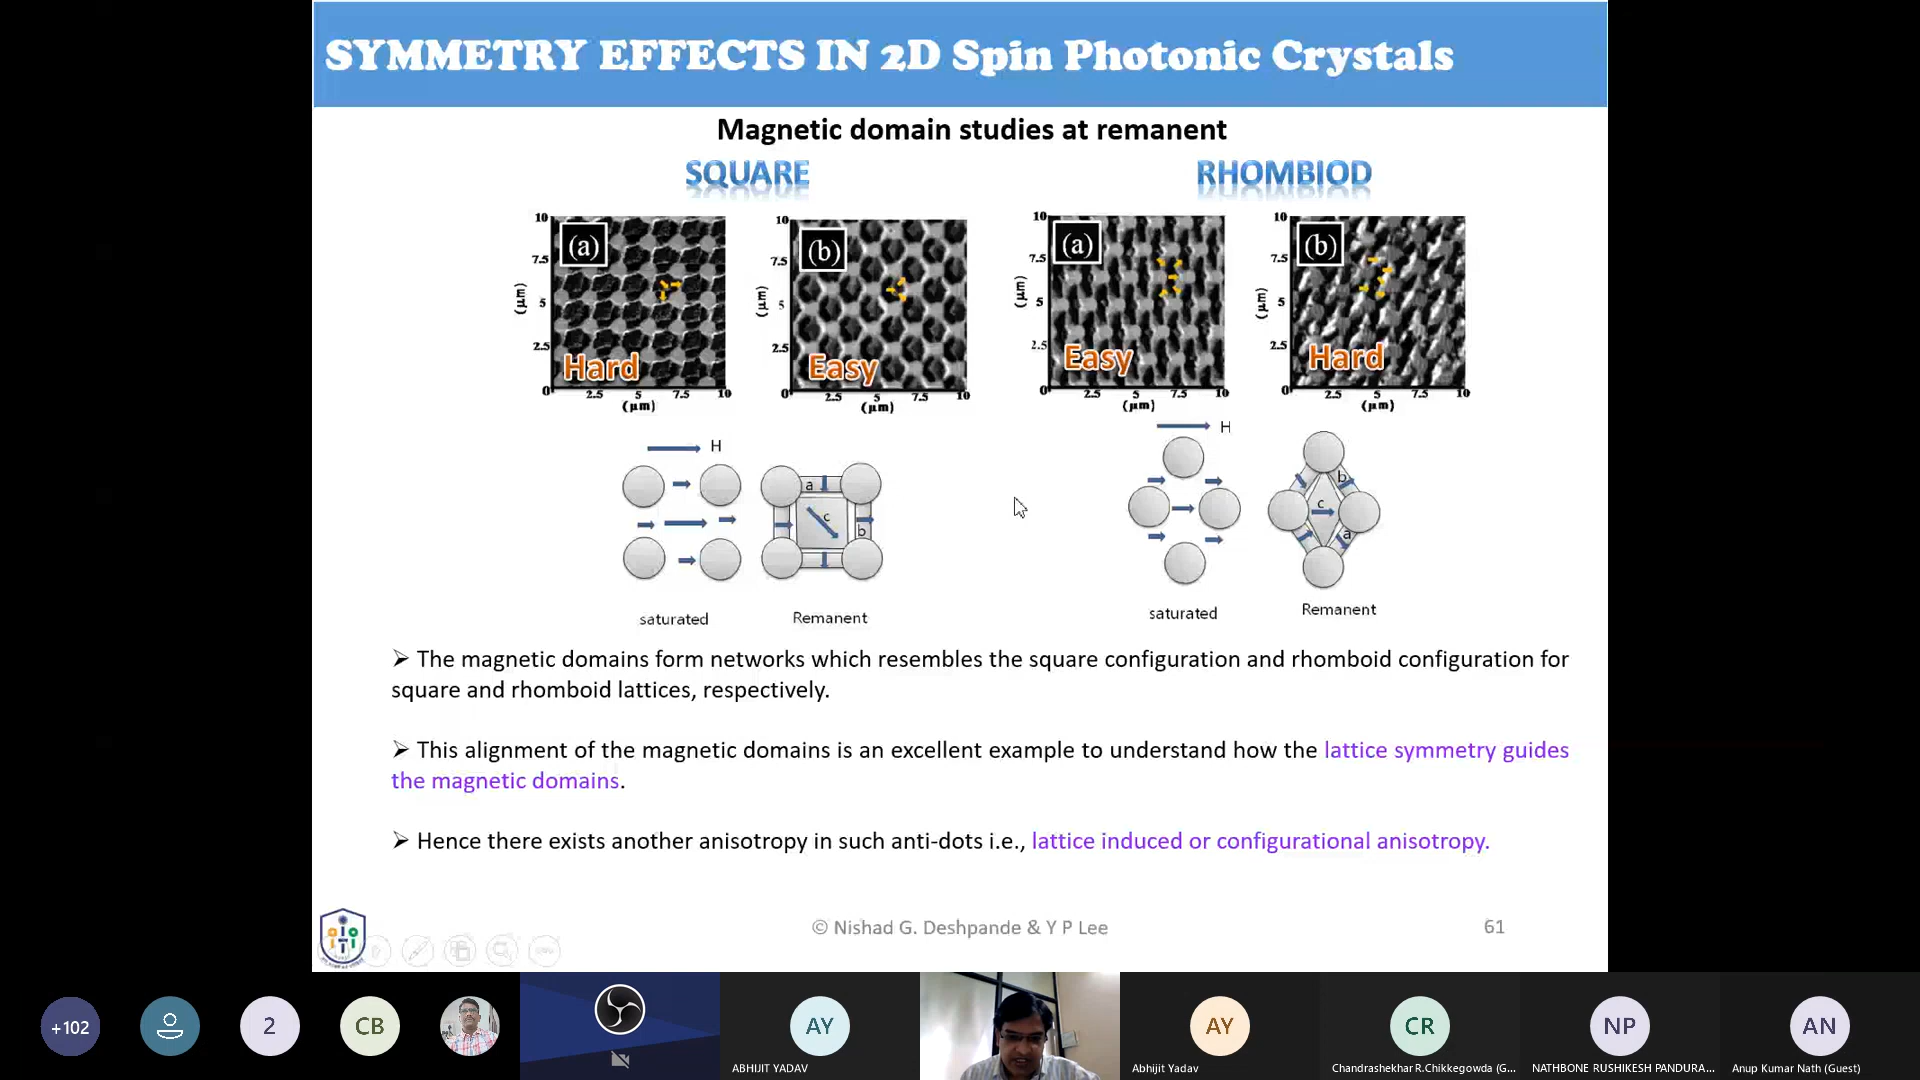 SYMMETRY EFFECTS IN 2D Spin Photonic Crystals
Magnetic domain studies at remanent
SQUARE
RHOMBIOD
10
7.5
5
2.5
0
(μm)
(a)
Hard
2.5
5
7.5
10
(μm)
10
7.5
5
2.5
0
(μm)
(b)
Easy
2.5
5
7.5
10
(μm)
10
7.5
5
2.5
0
(μm)
(a)
Easy
2.5
5
7.5
10
(μm)
10
7.5
5
2.5
0
(μm)
(b)
Hard
2.5
5
7.5
10
(μm)
H
a
c
b
saturated
Remanent
H
b
c
a
saturated
Remanent
➢ The magnetic domains form networks which resembles the square configuration and rhomboid configuration for
square and rhomboid lattices, respectively.
➢ This alignment of the magnetic domains is an excellent example to understand how the lattice symmetry guides
the magnetic domains.
➢ Hence there exists another anisotropy in such anti-dots i.e., lattice induced or configurational anisotropy.
© Nishad G. Deshpande & Y P Lee
61
+102
2
CB
AY
ABHIJIT YADAV
AY
Abhijit Yadav
CR
Chandrashekhar R.Chikkegowda (G...
NP
NATHBONE RUSHIKESH PANDURA...
AN
Anup Kumar Nath (Guest)